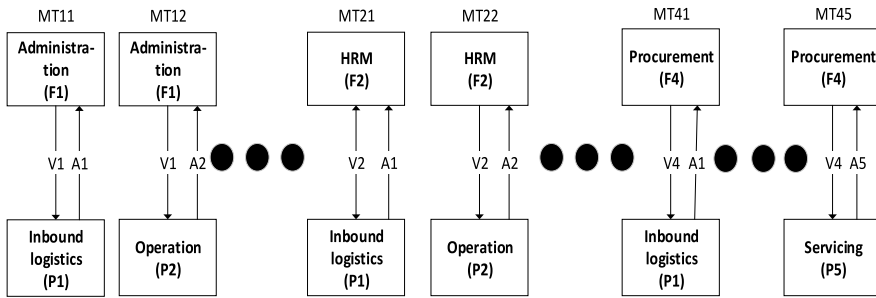 MT11
MT12
MT21
MT22
MT41
MT45
Administra-
tion
(F1)
Administra-
tion
(F1)
HRM
(F2)
HRM
(F2)
Procurement
(F4)
Procurement
(F4)
V1 A1
V1 A2
V2 A1
V2 A2
V4 A1
V4 A5
Inbound
logistics
(P1)
Operation
(P2)
Inbound
logistics
(P1)
Operation
(P2)
Inbound
logistics
(P1)
Servicing
(P5)